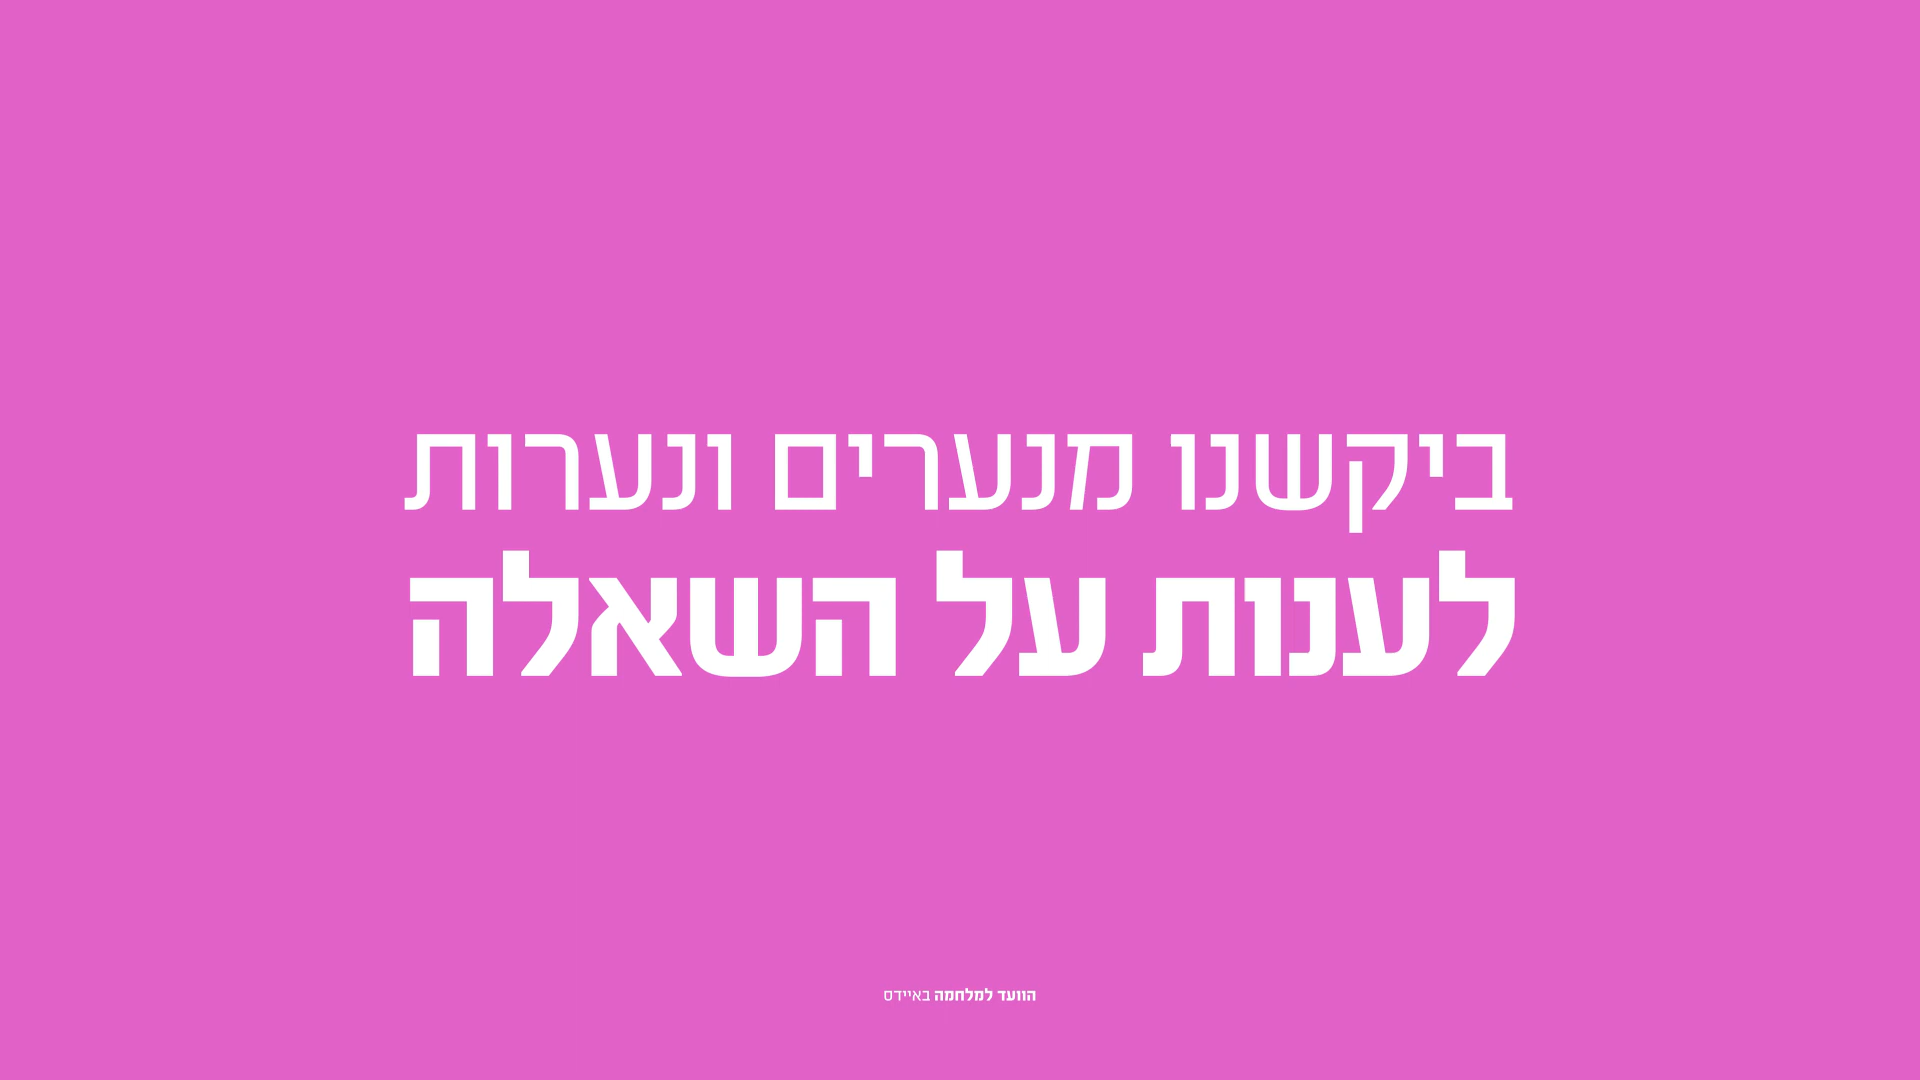 ביקשנו מנערים ונערות
לענות על השאלה
הוועד למלחמה באיידס